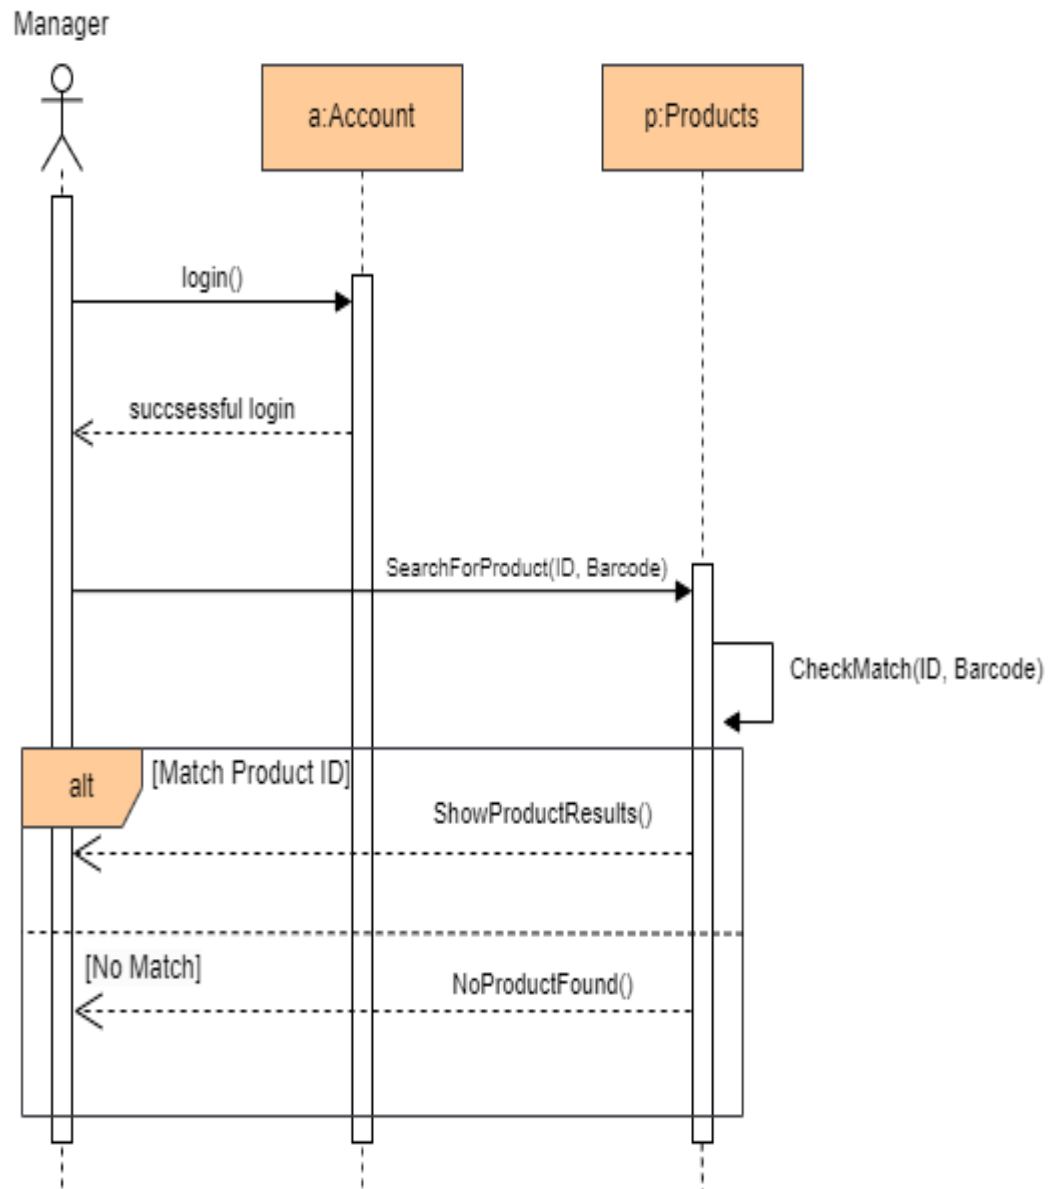 Manager
a:Account
p:Products
login()
succsessful login
SearchForProduct(ID, Barcode)
CheckMatch(ID, Barcode)
alt
[Match Product ID]
ShowProductResults()
[No Match]
NoProductFound()